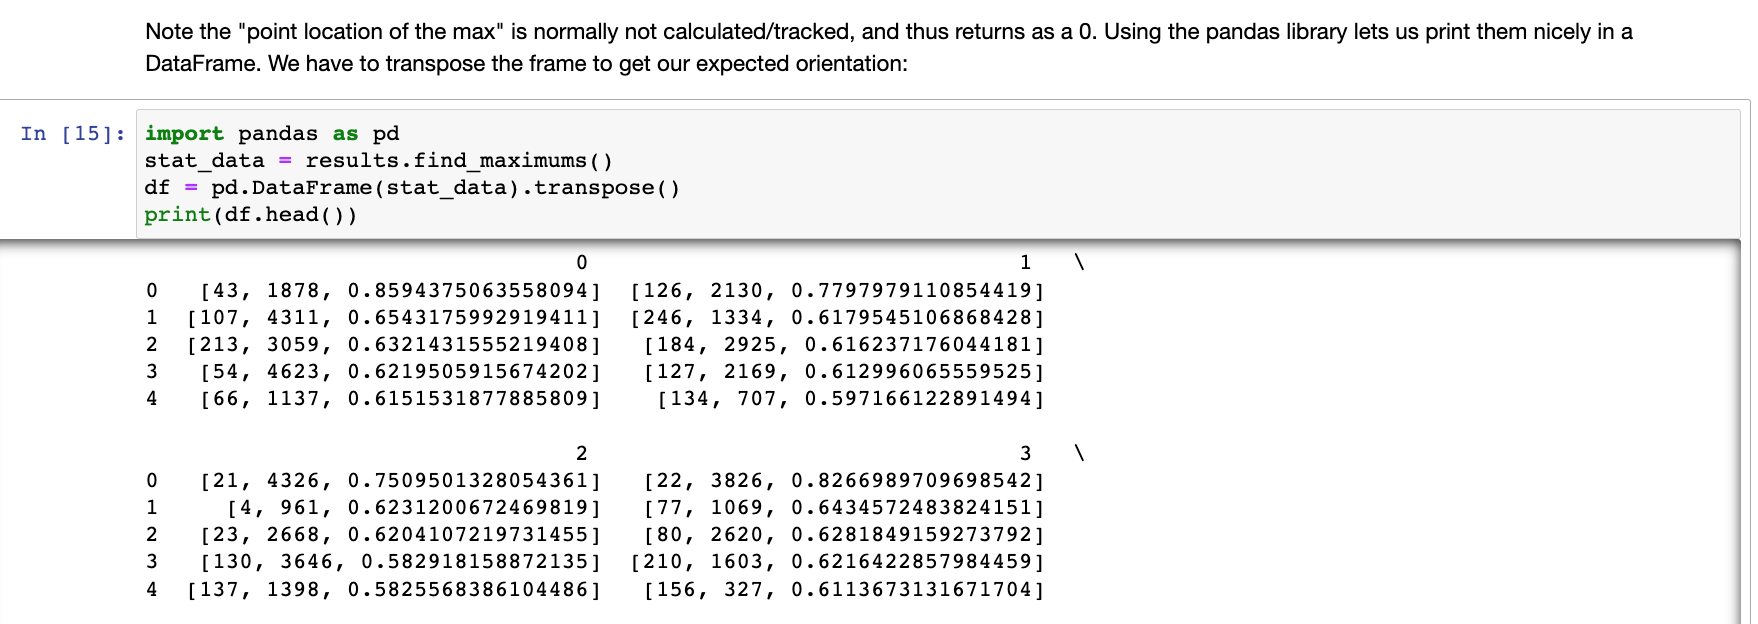 Note the "point location of the max" is normally not calculated/tracked, and thus returns as a 0. Using the pandas library lets us print them nicely in a
DataFrame. We have to transpose the frame to get our expected orientation:
In [15]: import pandas as pd
stat_data = results.find_maximums()
df = pd.DataFrame(stat_data).transpose()
print(df.head())
0 1 \
0 [43, 1878, 0.8594375063558094] [126, 2130, 0.7797979110854419]
1 [107, 4311, 0.6543175992919411] [246, 1334, 0.6179545106868428]
2 [213, 3059, 0.6321431555219408] [184, 2925, 0.616237176044181]
3 [54, 4623, 0.6219505915674202] [127, 2169, 0.612996065559525]
4 [66, 1137, 0.6151531877885809] [134, 707, 0.597166122891494]
2 3 \
0 [21, 4326, 0.7509501328054361] [22, 3826, 0.8266989709698542]
1 [4, 961, 0.6231200672469819] [77, 1069, 0.6434572483824151]
2 [23, 2668, 0.6204107219731455] [80, 2620, 0.6281849159273792]
3 [130, 3646, 0.582918158872135] [210, 1603, 0.6216422857984459]
4 [137, 1398, 0.5825568386104486] [156, 327, 0.6113673131671704]